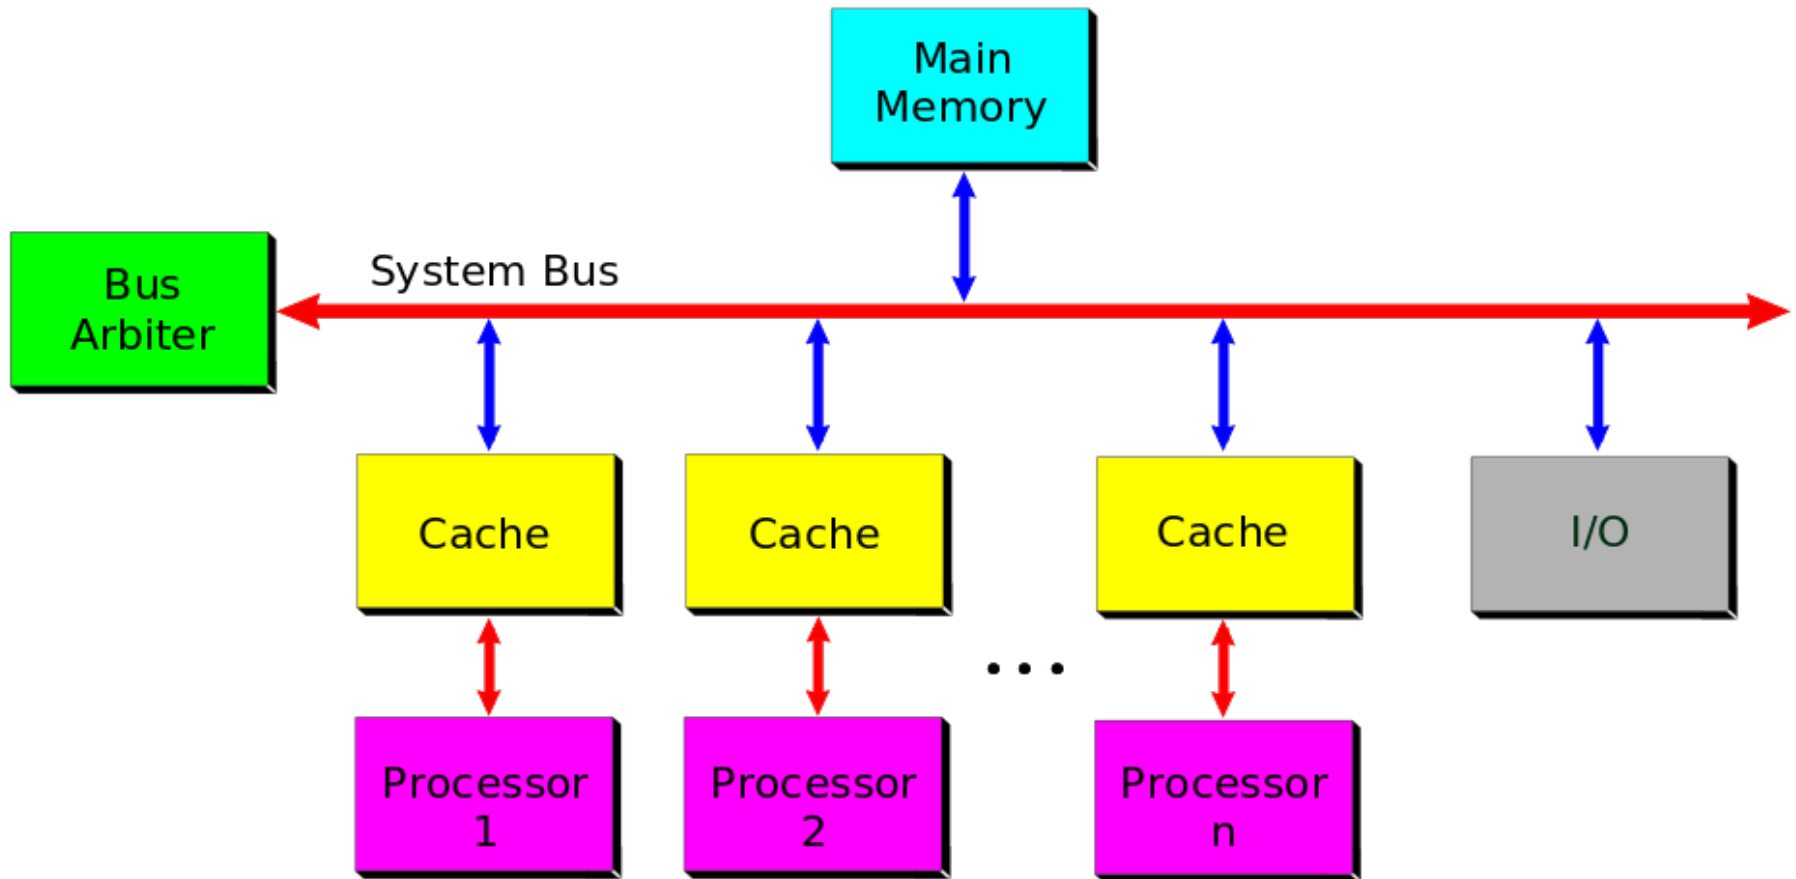 Main
Memory
System Bus
Bus
Arbiter
Cache
Cache
Cache
I/O
...
Processor
1
Processor
2
Processor
n